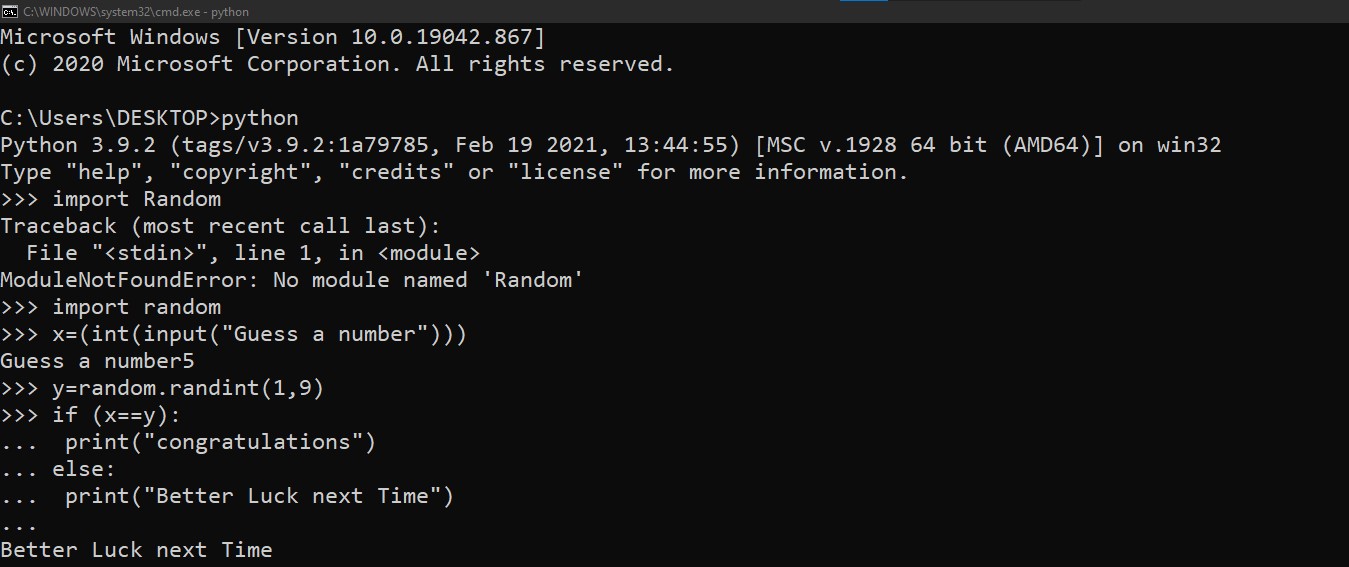 C:\WINDOWS\system32\cmd.exe - python
Microsoft Windows [Version 10.0.19042.867]
(c) 2020 Microsoft Corporation. All rights reserved.
C:\Users\DESKTOP>python
Python 3.9.2 (tags/v3.9.2:1a79785, Feb 19 2021, 13:44:55) [MSC v.1928 64 bit (AMD64)] on win32
Type "help", "copyright", "credits" or "license" for more information.
>>> import Random
Traceback (most recent call last):
  File "<stdin>", line 1, in <module>
ModuleNotFoundError: No module named 'Random'
>>> import random
>>> x=(int(input("Guess a number")))
Guess a number5
>>> y=random.randint(1,9)
>>> if (x==y):
...  print("congratulations")
... else:
...  print("Better Luck next Time")
...
Better Luck next Time